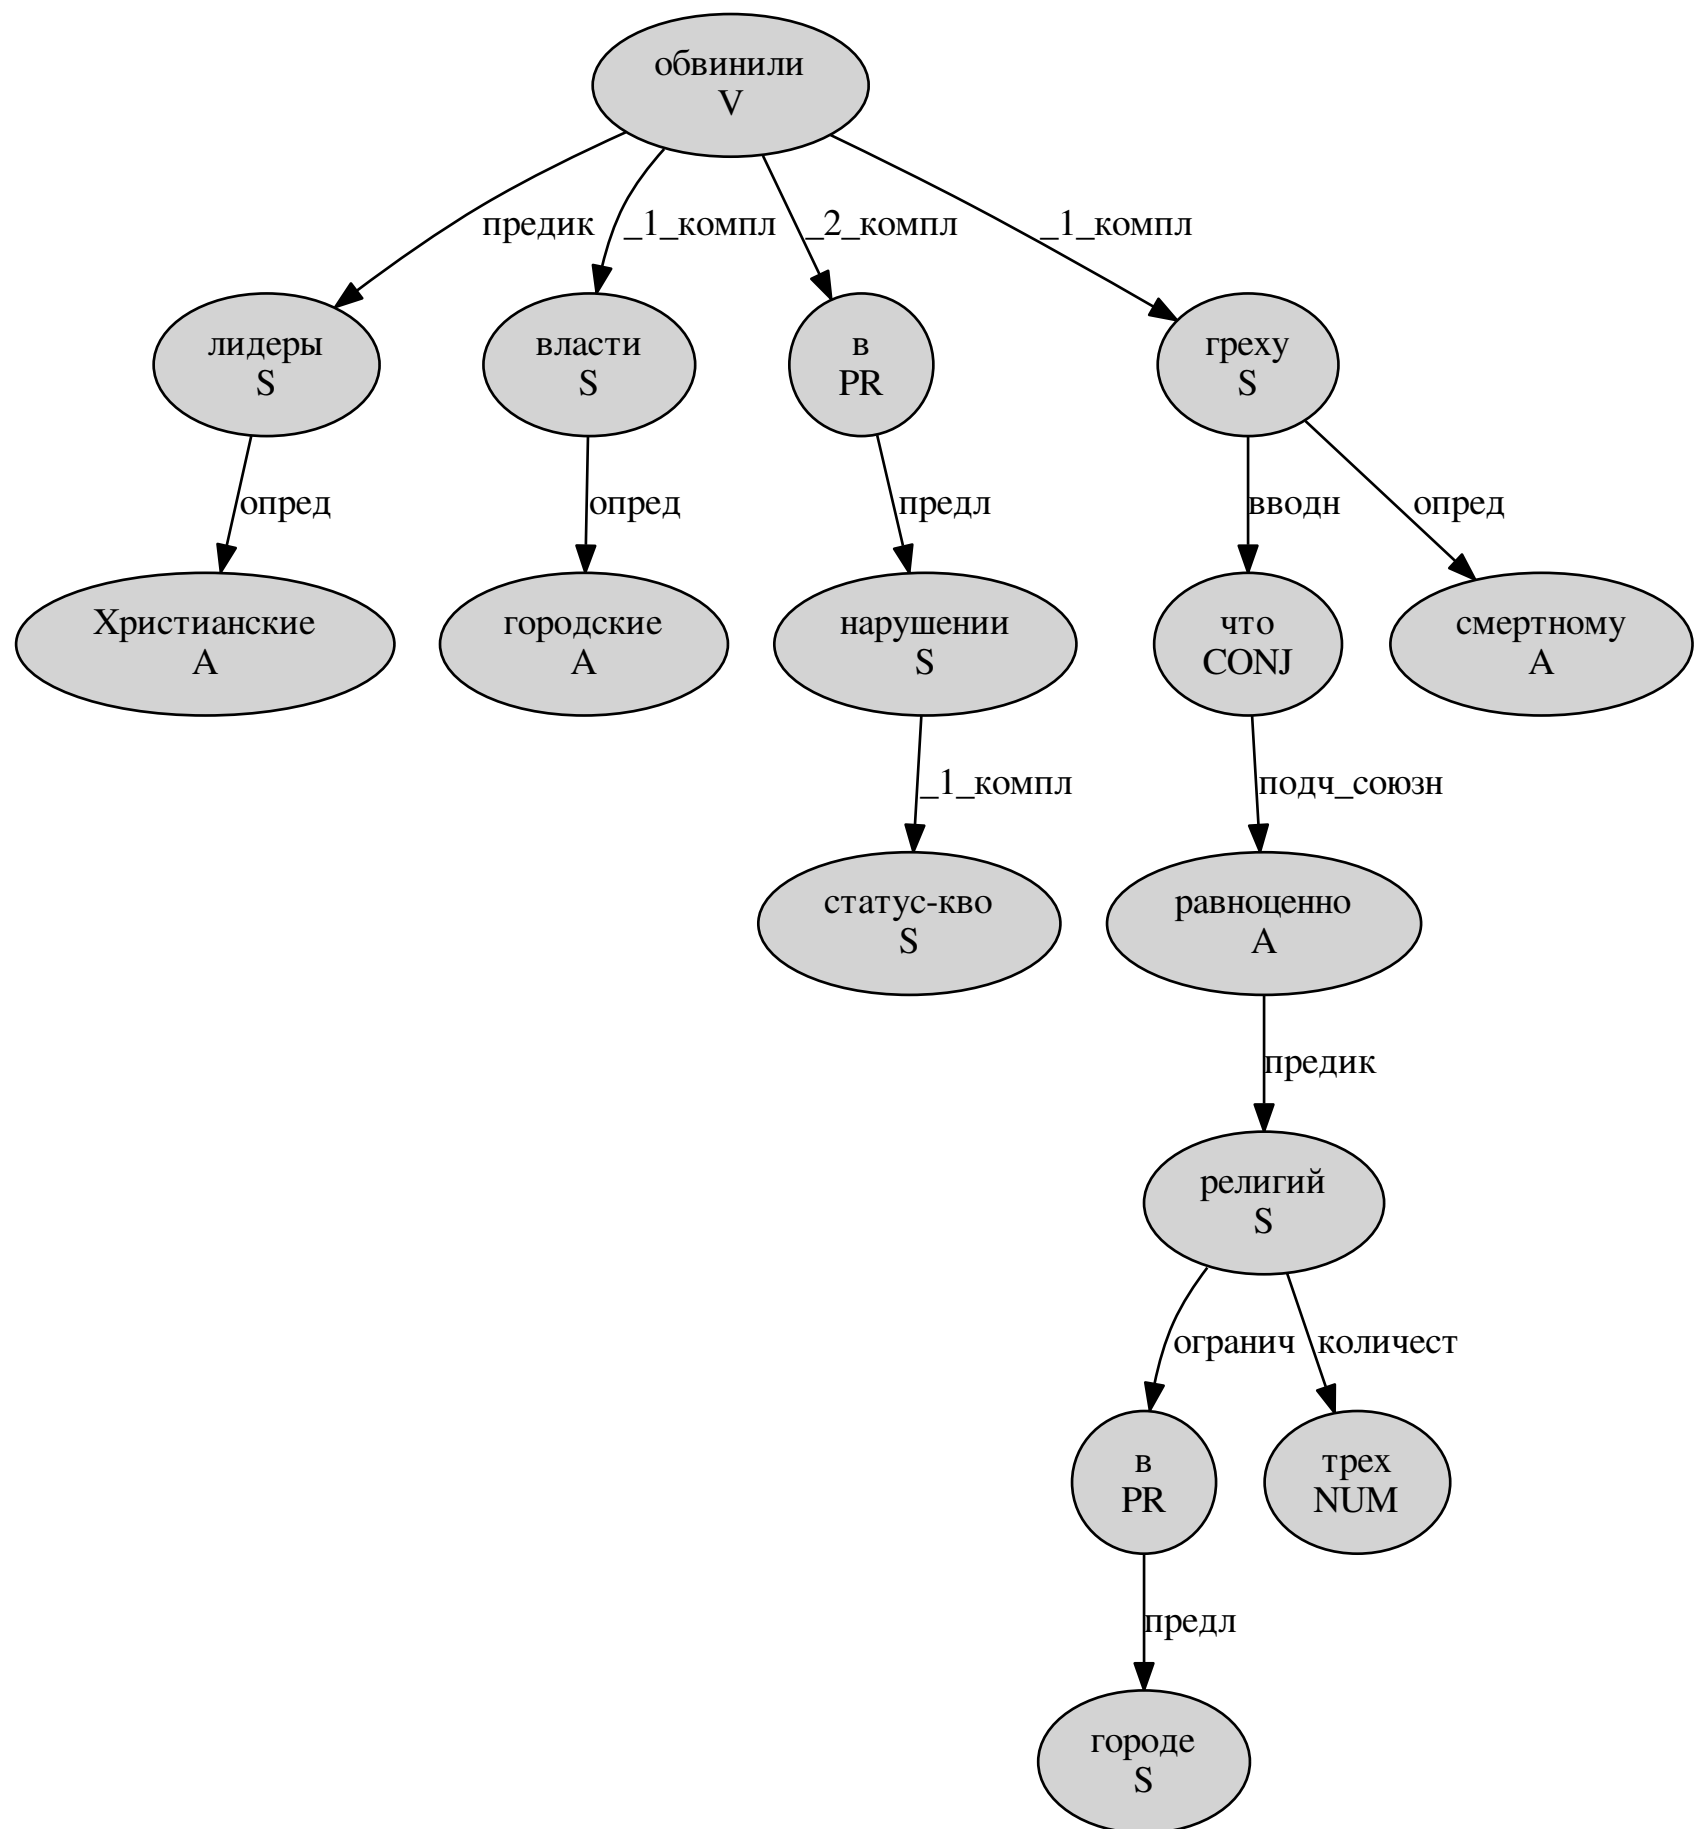 обвинили
V
предик
_1_компл
_2_компл
_1_компл
лидеры
S
власти
S
в
PR
греху
S
опред
опред
предл
вводн
опред
Христианские
A
городские
A
нарушении
S
что
CONJ
смертному
A
_1_компл
подч_союзн
статус-кво
S
равноценно
A
предик
религий
S
огранич
количест
в
PR
трех
NUM
предл
городе
S